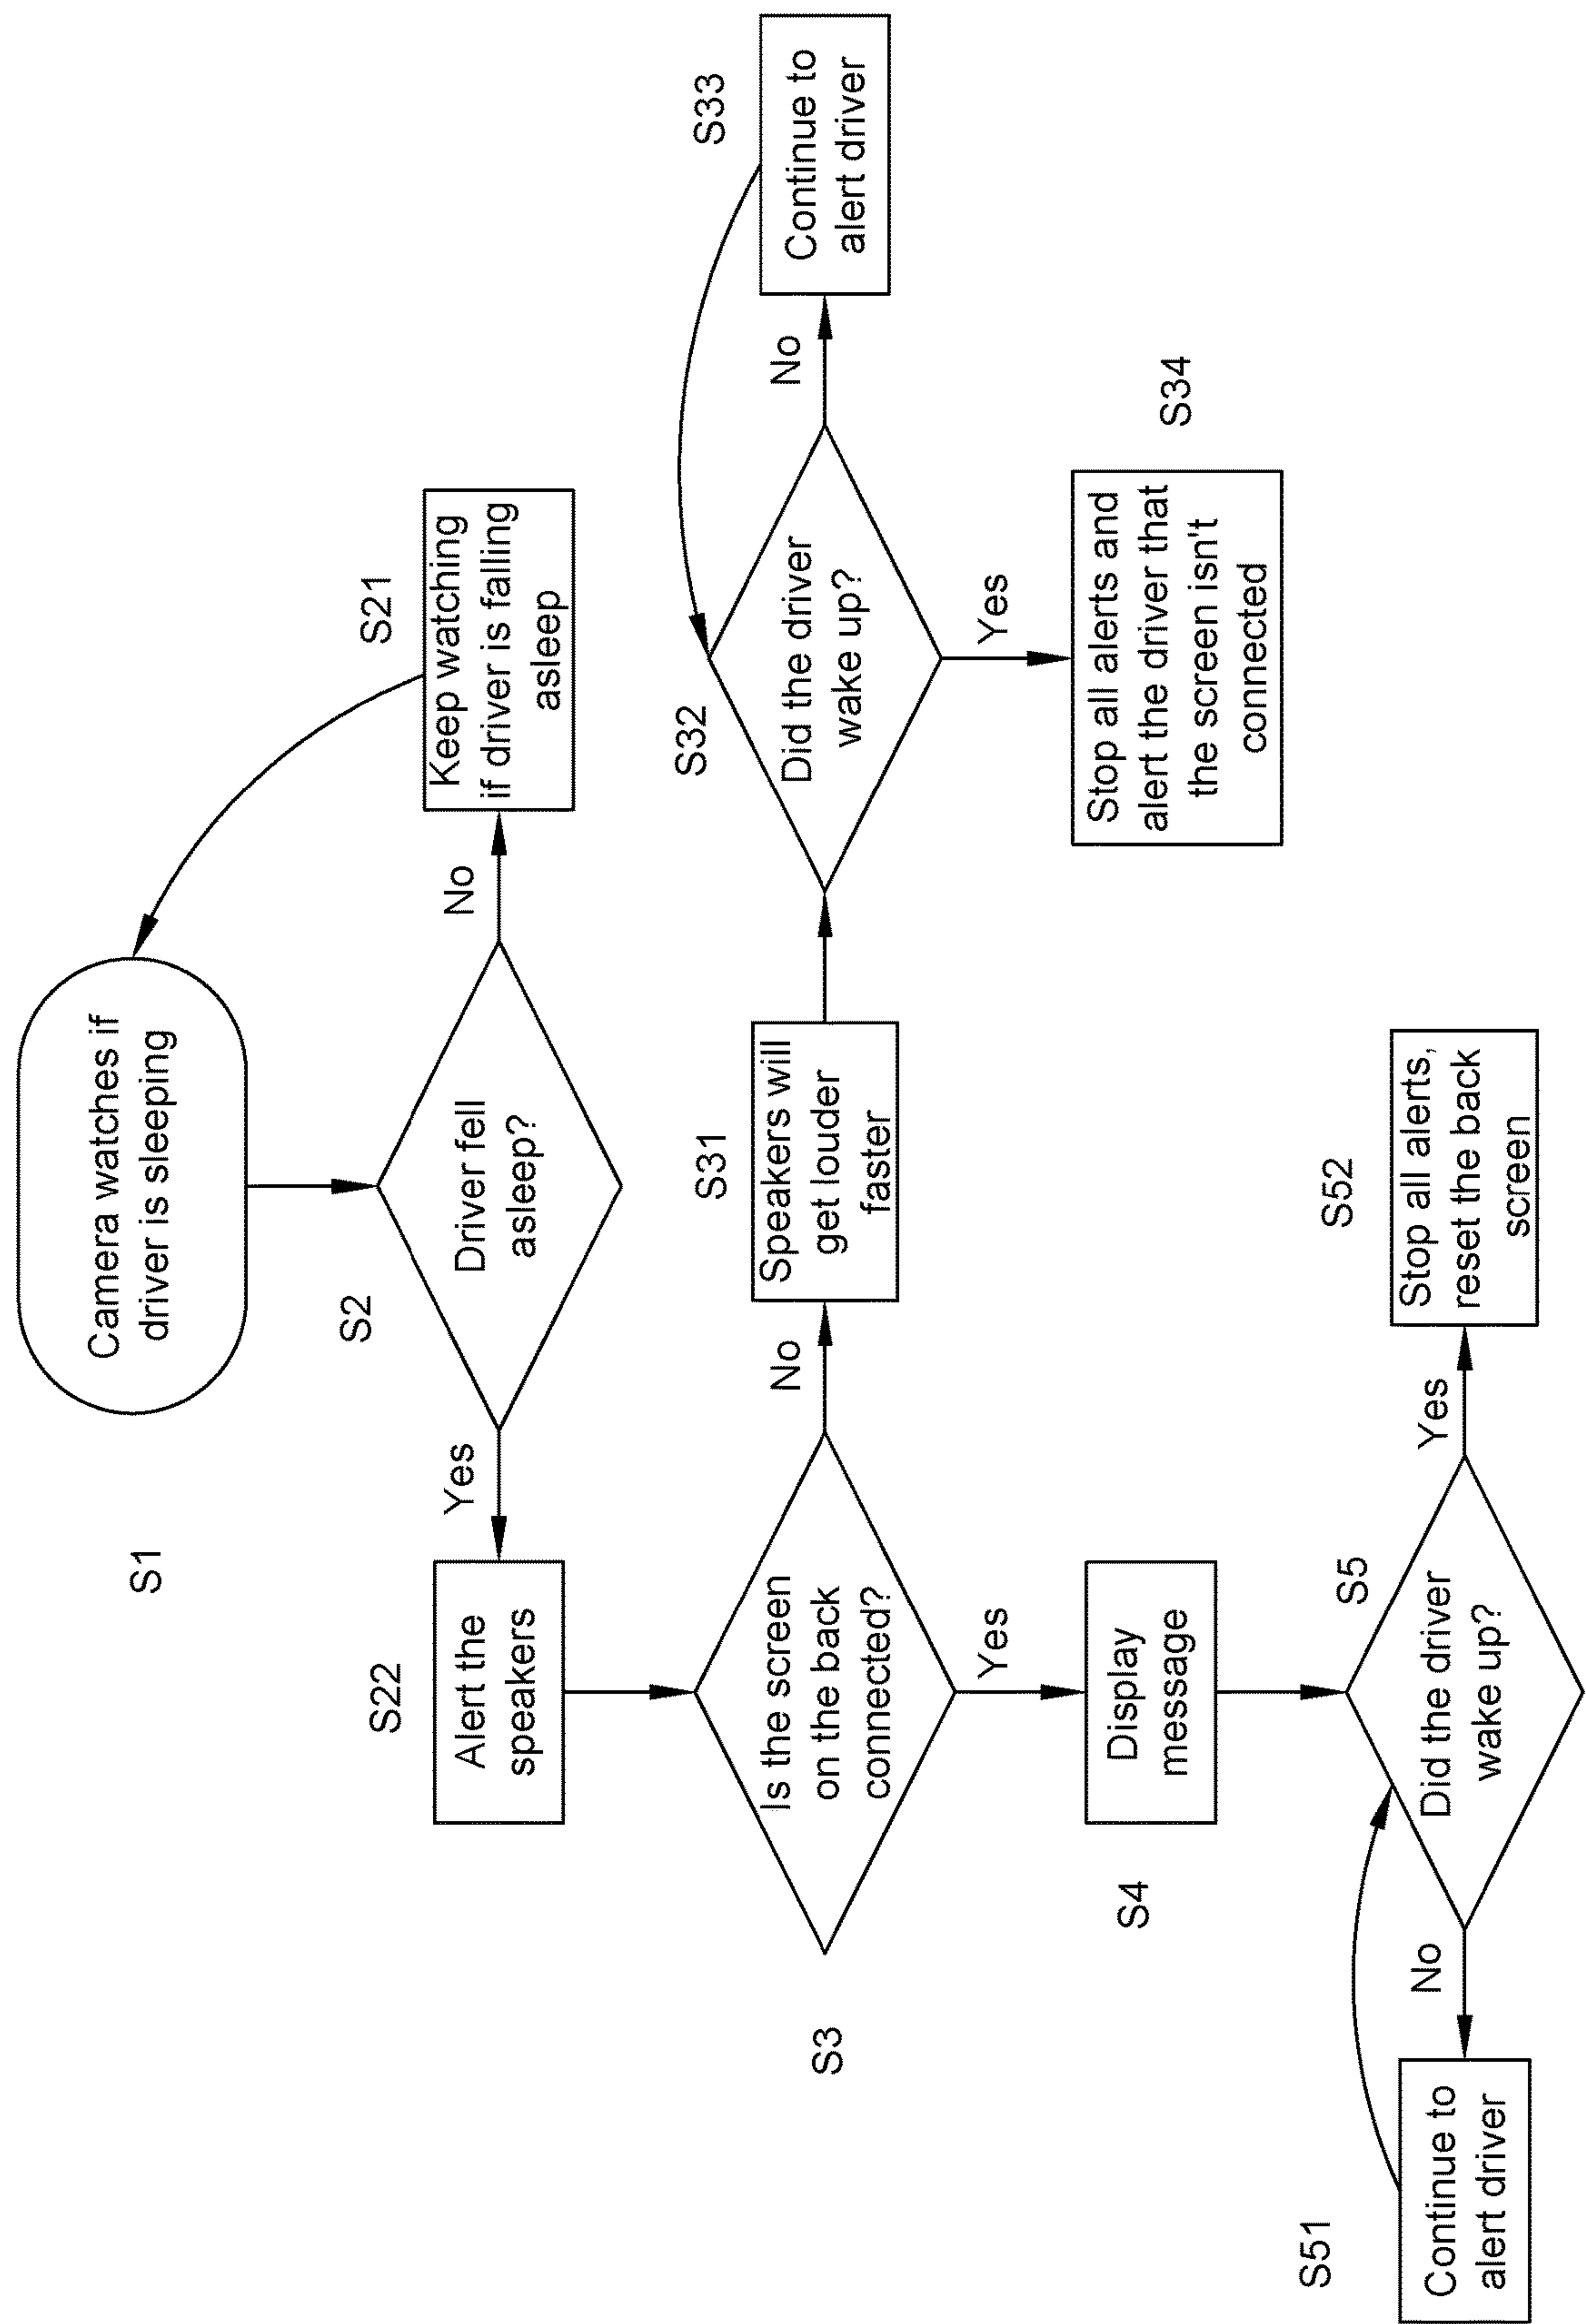 S1
Camera watches if
driver is sleeping
S2
Driver fell
asleep?
No
S21
Keep watching
if driver is falling
asleep
Yes
S22
Alert the
speakers
S3
Is the screen
on the back
connected?
No
S31
Speakers will
get louder
faster
S32
Did the driver
wake up?
No
S33
Continue to
alert driver
Yes
S34
Stop all alerts and
alert the driver that
the screen isn't
connected
Yes
S4
Display
message
S5
Did the driver
wake up?
No
S51
Continue to
alert driver
Yes
S52
Stop all alerts,
reset the back
screen